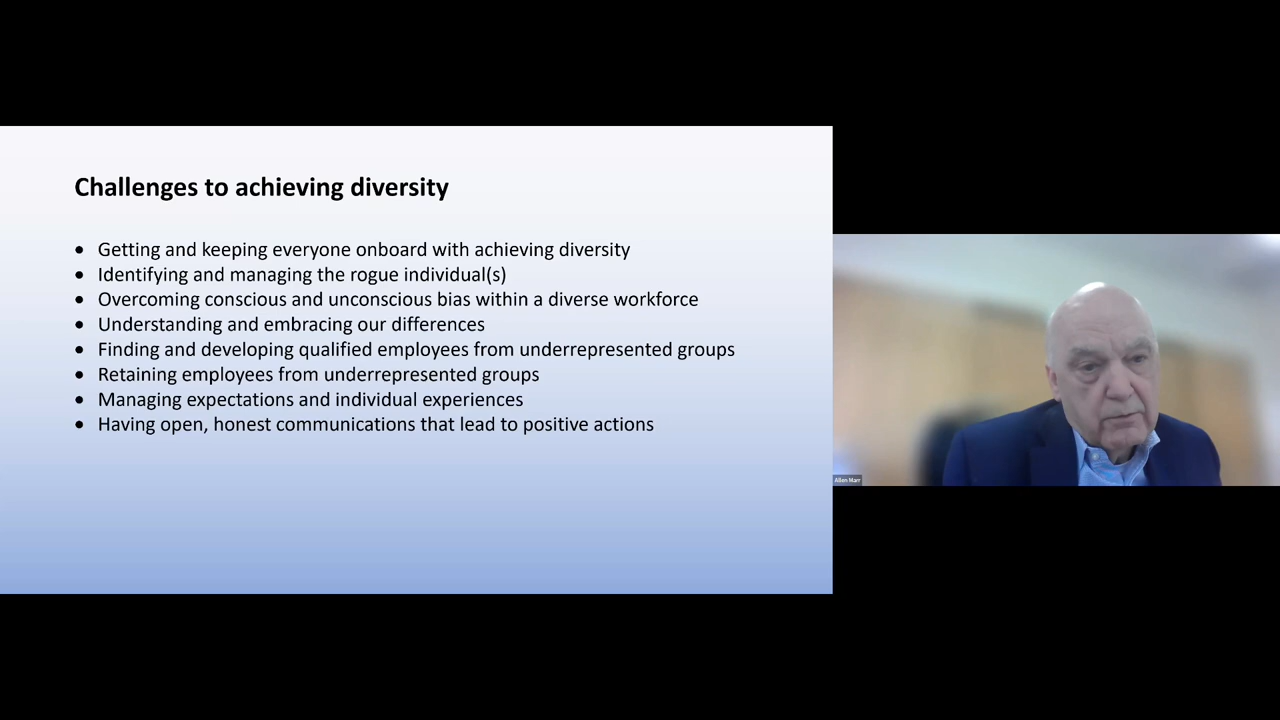 Challenges to achieving diversity
• Getting and keeping everyone onboard with achieving diversity
• Identifying and managing the rogue individual(s)
• Overcoming conscious and unconscious bias within a diverse workforce
• Understanding and embracing our differences
• Finding and developing qualified employees from underrepresented groups
• Retaining employees from underrepresented groups
• Managing expectations and individual experiences
• Having open, honest communications that lead to positive actions
Allen Marr